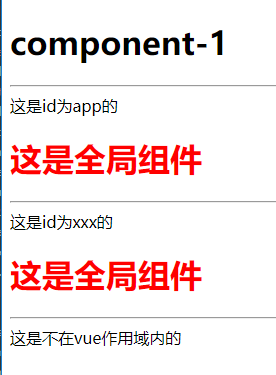 component-1
这是id为app的
这是全局组件
这是id为xxx的
这是全局组件
这是不在vue作用域内的